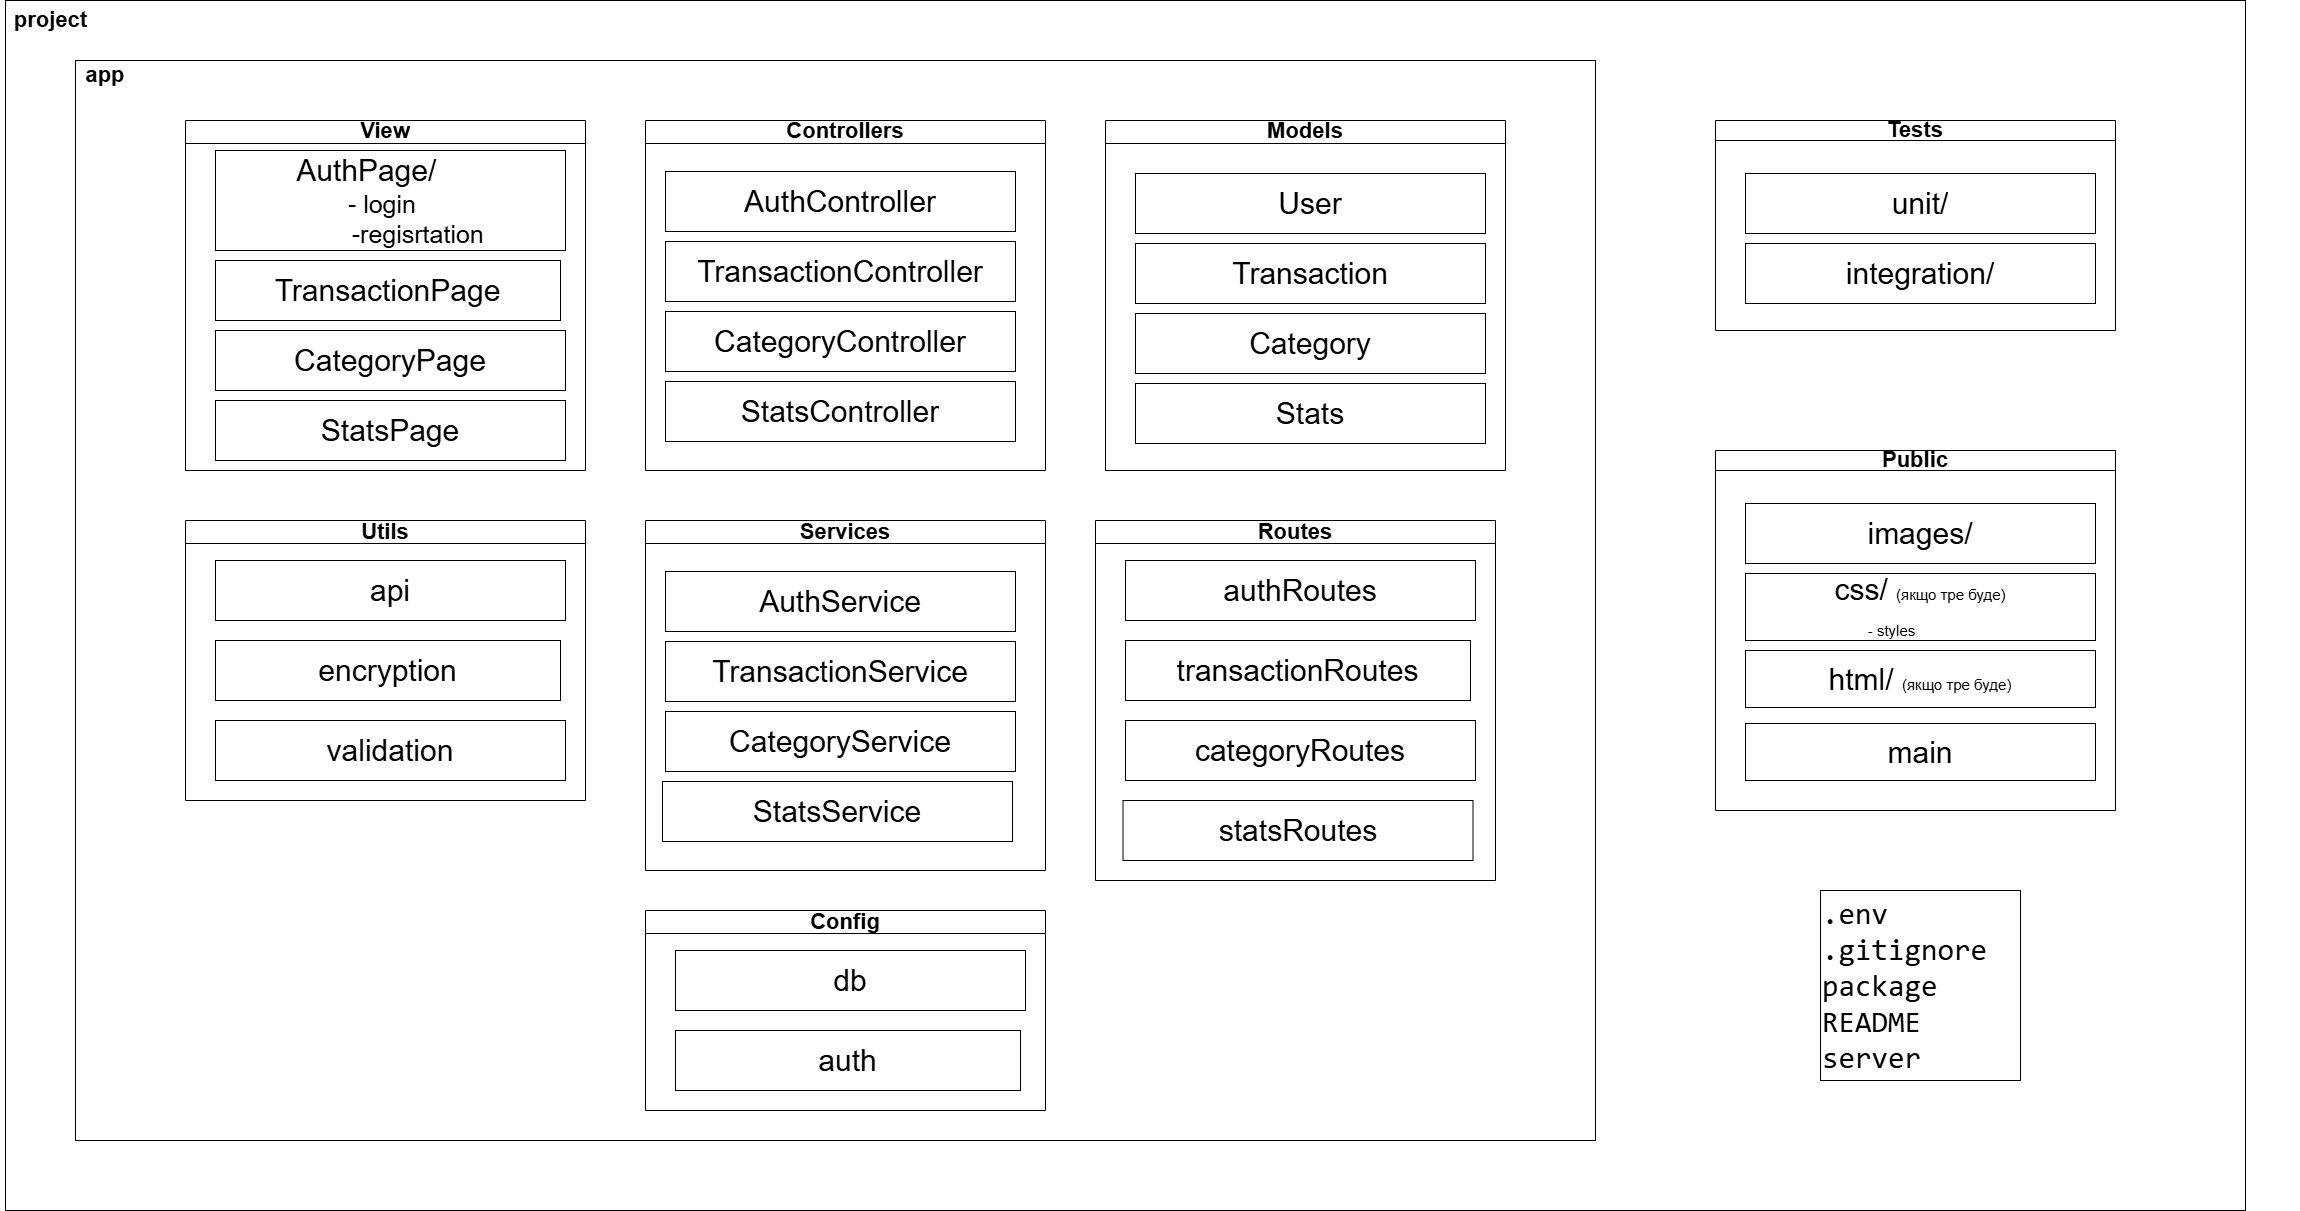 project
app
View
AuthPage/
- login
-regisrtation
TransactionPage
CategoryPage
StatsPage
Controllers
AuthController
TransactionController
CategoryController
StatsController
Models
User
Transaction
Category
Stats
Utils
api
encryption
validation
Services
AuthService
TransactionService
CategoryService
StatsService
Routes
authRoutes
transactionRoutes
categoryRoutes
statsRoutes
Config
db
auth
Tests
unit/
integration/
Public
images/
css/ (якщо тре буде)
- styles
html/ (якщо тре буде)
main
.env
.gitignore
package
README
server